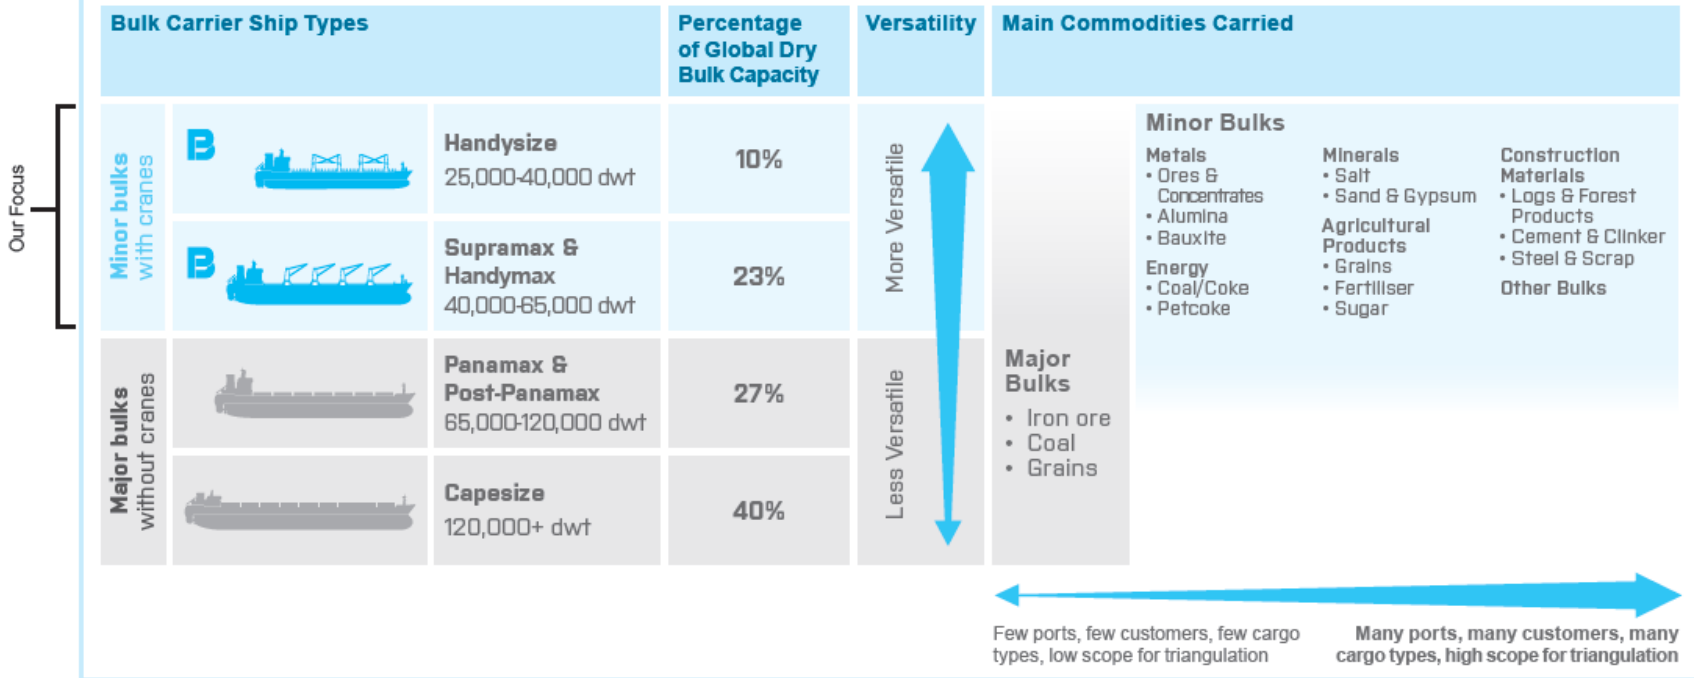 Bulk Carrier Ship Types
Percentage
of Global Dry
Bulk Capacity
Versatility
Main Commodities Carried
Our Focus
Minor bulks
with cranes
B
Handysize
25,000-40,000 dwt
10%
B
Supramax &
Handymax
40,000-65,000 dwt
23%
More Versatile
Major bulks
without cranes
Panamax &
Post-Panamax
65,000-120,000 dwt
27%
Capesize
120,000+ dwt
40%
Less Versatile
Major
Bulks
• Iron ore
• Coal
• Grains
Minor Bulks
Metals
• Ores &
Concentrates
• Alumina
• Bauxite
Energy
• Coal/Coke
• Petcoke
Minerals
• Salt
• Sand & Gypsum
Agricultural
Products
• Grains
• Fertiliser
• Sugar
Construction
Materials
• Logs & Forest
Products
• Cement & Clinker
• Steel & Scrap
Other Bulks
Few ports, few customers, few cargo
types, low scope for triangulation
Many ports, many customers, many
cargo types, high scope for triangulation